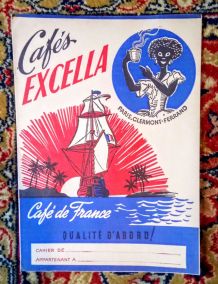 Cafés
EXCELLA
PARIS-CLERMONT-FERRAND
Café de France
QUALITÉ D'ABORD!
CAHIER DE
APPARTENANT A